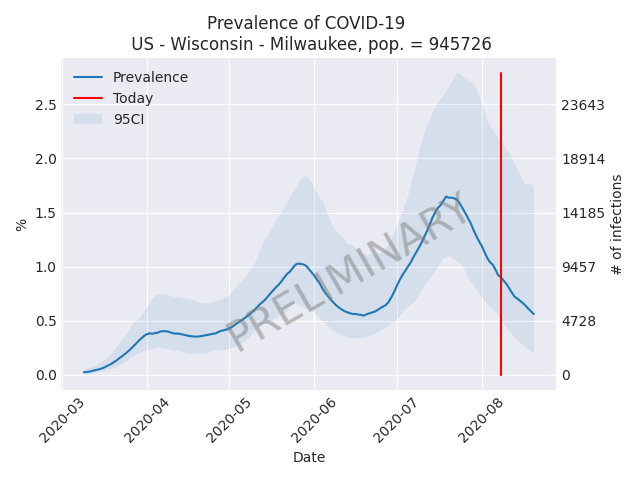 Prevalence of COVID-19
US - Wisconsin - Milwaukee, pop. = 945726
Prevalence
Today
95CI
2.5
2.0
1.5
1.0
0.5
0.0
%
23643
18914
14185
9457
4728
0
# of infections
PRELIMINARY
2020-03
2020-04
2020-05
2020-06
2020-07
2020-08
Date